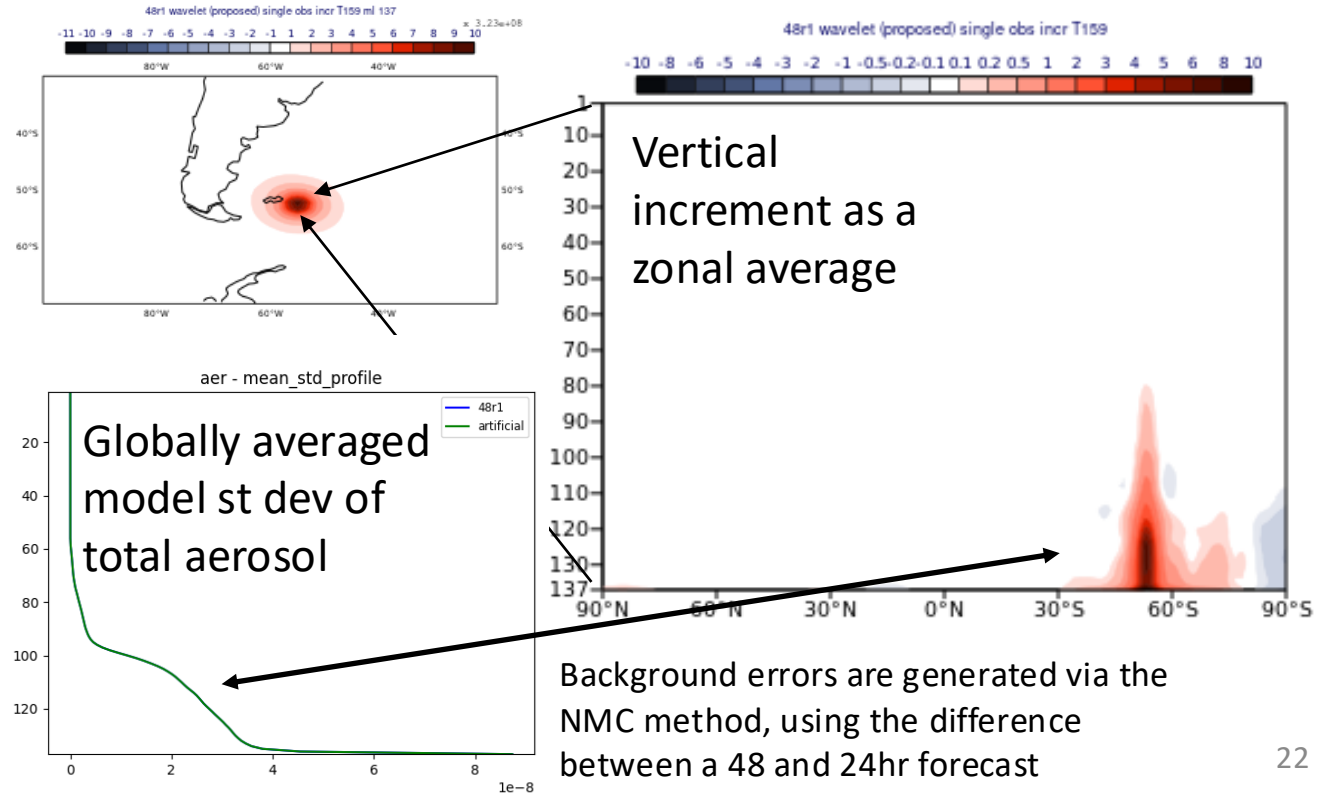 48r1 wavelet (proposed) single obs incr T159 ml 137
x 3.23e+08
-11 -10 -9 -8 -7 -6 -5 -4 -3 -2 -1 1 2 3 4 5 6 7 8 9 10
80°W 60°W 40°W
40°S 40°S
50°S 50°S
60°S 60°S
80°W 60°W 40°W
48r1 wavelet (proposed) single obs incr T159
-10 -8 -6 -5 -4 -3 -2 -1 -0.5-0.2-0.1 0.1 0.2 0.5 1 2 3 4 5 6 8 10
Vertical
increment as a
zonal average
1
10
20
30
40
50
60
70
80
90
100
110
120
130
137
90°N 60°N 30°N 0°N 30°S 60°S 90°S
aer - mean_std_profile
48r1
artificial
Globally averaged
model st dev of
total aerosol
20
40
60
80
100
120
0 2 4 6 8
1e−8
Background errors are generated via the
NMC method, using the difference
between a 48 and 24hr forecast
22